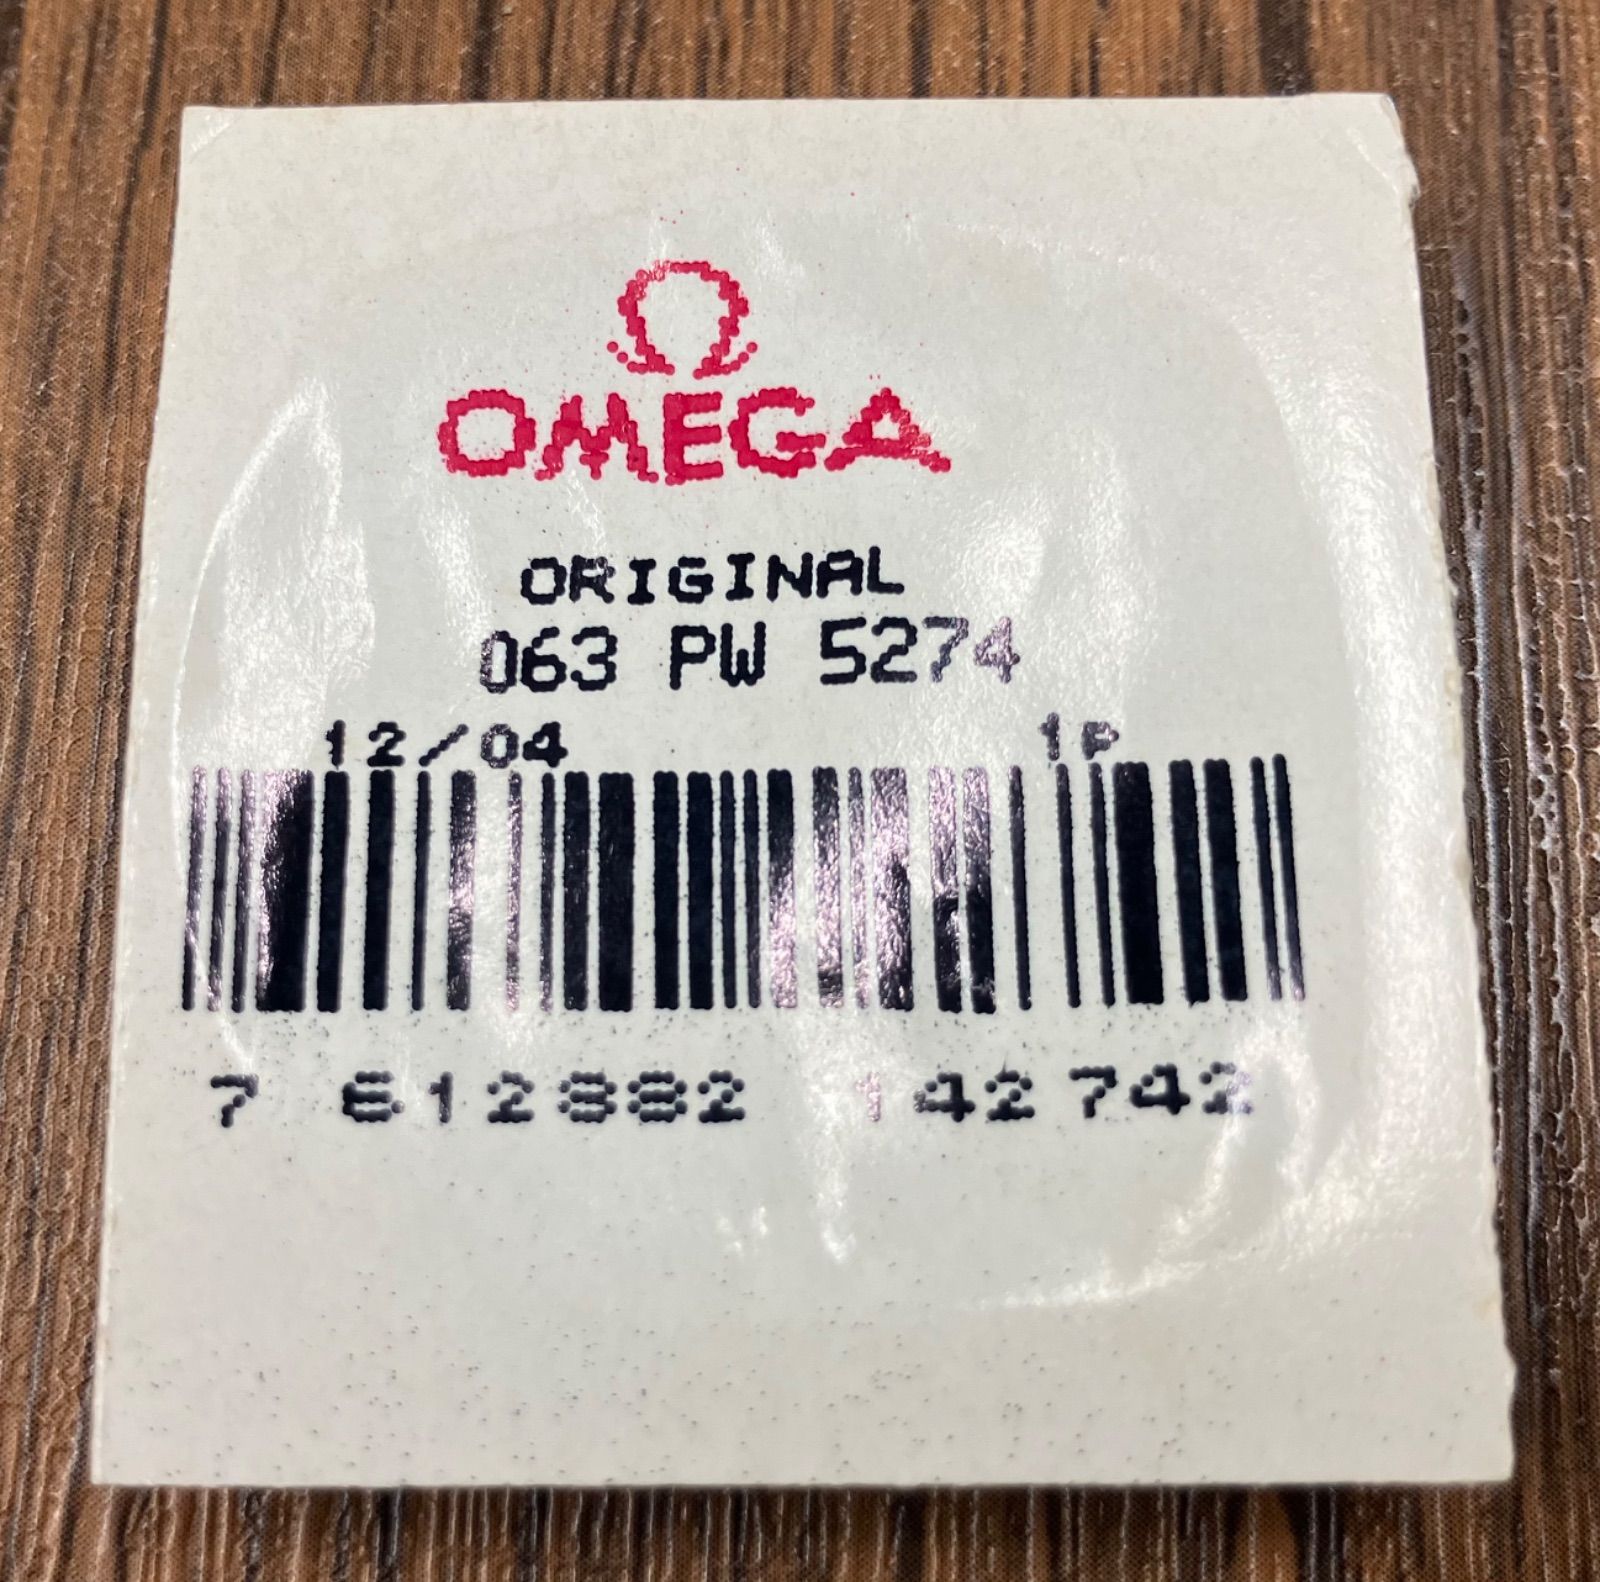 Ω
OMEGA
ORIGINAL
063 PW 5274
12/04 1P
7 612882 142742